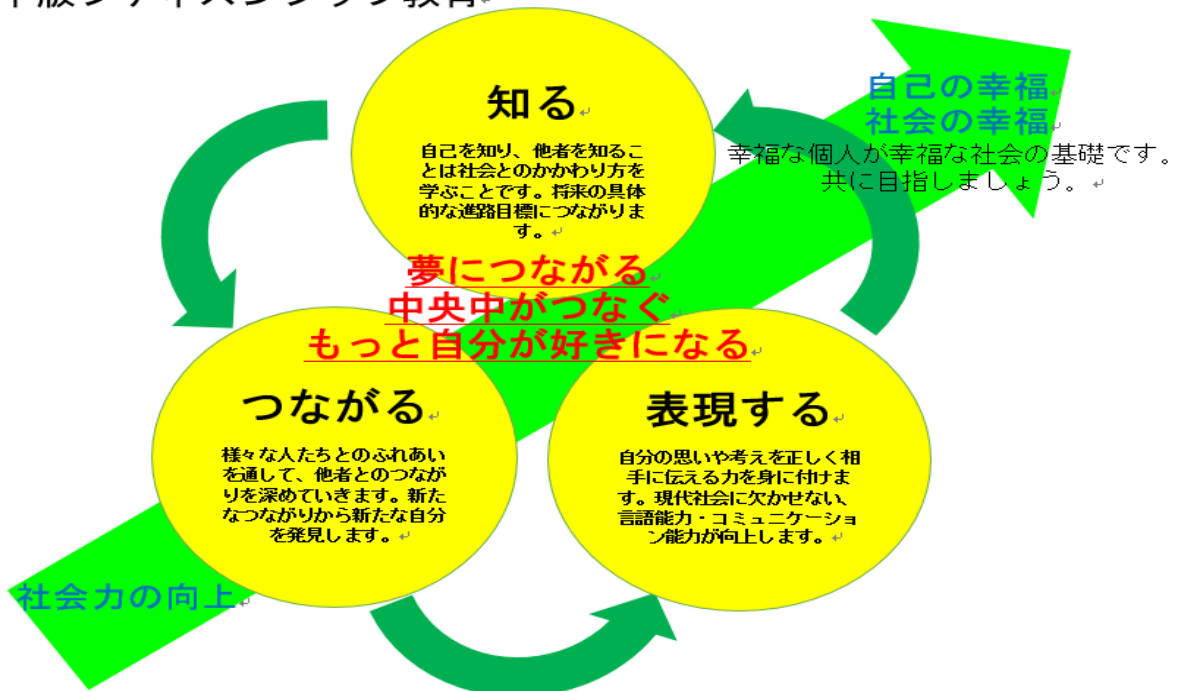 知る
自己を知り、他者を知るこ
とは社会とのかかわり方を
学ぶことです。将来の具体
的な進路目標につながりま
す。
自己の幸福
社会の幸福
幸福な個人が幸福な社会の基礎です。
共に目指しましょう。
夢につながる
中央中がつなぐ
もっと自分が好きになる
つながる
様々な人たちとのふれあい
を通して、他者とのつなが
りを深めていきます。新た
なつながりから新たな自分
を発見します。
表現する
自分の思いや考えを正しく相
手に伝える力を身に付けま
す。現代社会に欠かせない、
言語能力・コミュニケーショ
ン能力が向上します。
社会力の向上